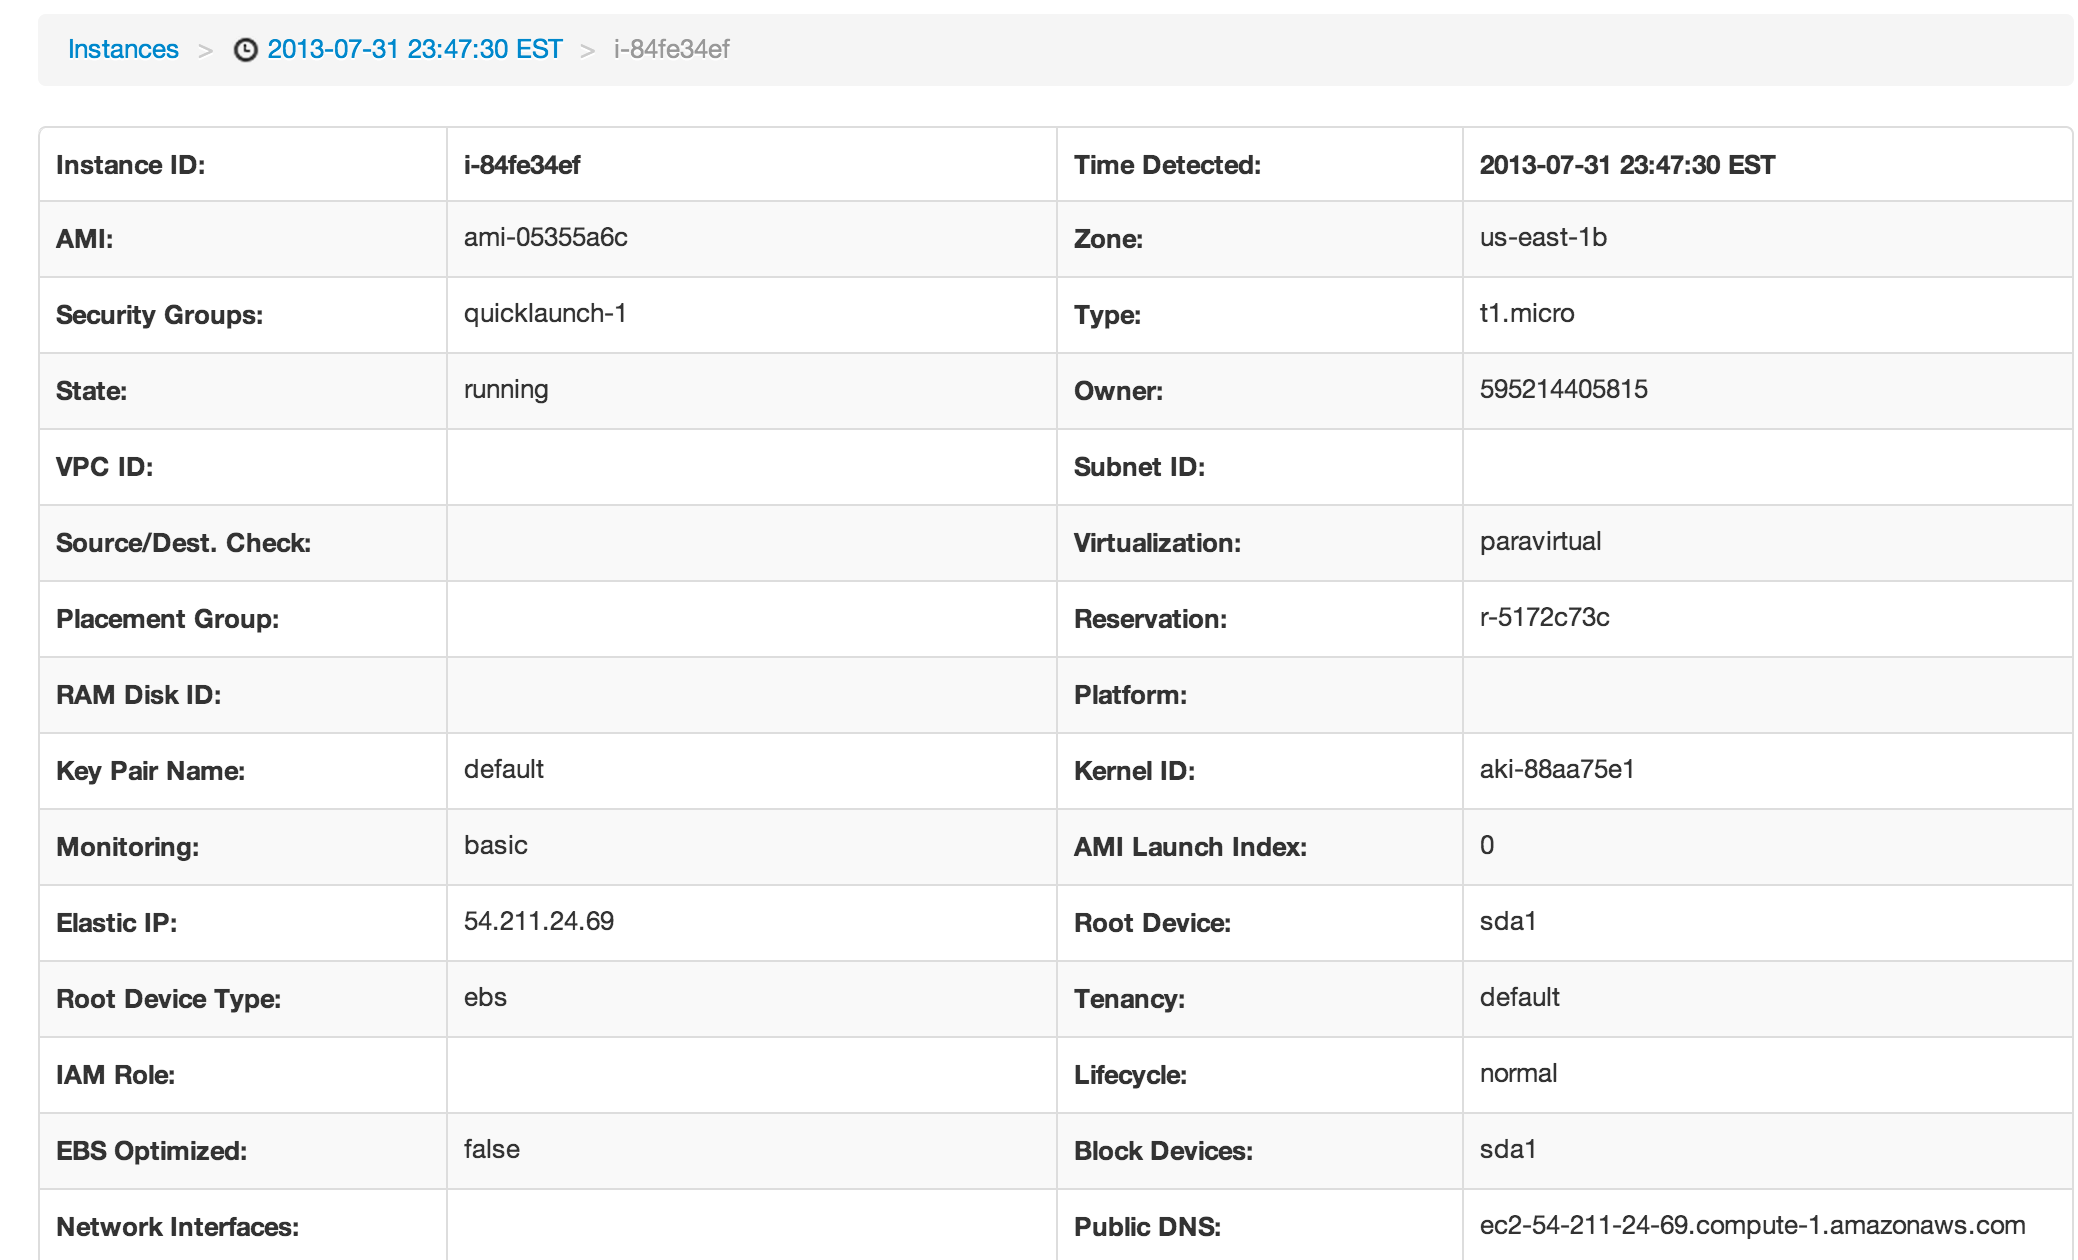 Instances > 2013-07-31 23:47:30 EST > i-84fe34ef
Instance ID: i-84fe34ef Time Detected: 2013-07-31 23:47:30 EST
AMI: ami-05355a6c Zone: us-east-1b
Security Groups: quicklaunch-1 Type: t1.micro
State: running Owner: 595214405815
VPC ID: Subnet ID:
Source/Dest. Check: Virtualization: paravirtual
Placement Group: Reservation: r-5172c73c
RAM Disk ID: Platform:
Key Pair Name: default Kernel ID: aki-88aa75e1
Monitoring: basic AMI Launch Index: 0
Elastic IP: 54.211.24.69 Root Device: sda1
Root Device Type: ebs Tenancy: default
IAM Role: Lifecycle: normal
EBS Optimized: false Block Devices: sda1
Network Interfaces: Public DNS: ec2-54-211-24-69.compute-1.amazonaws.com